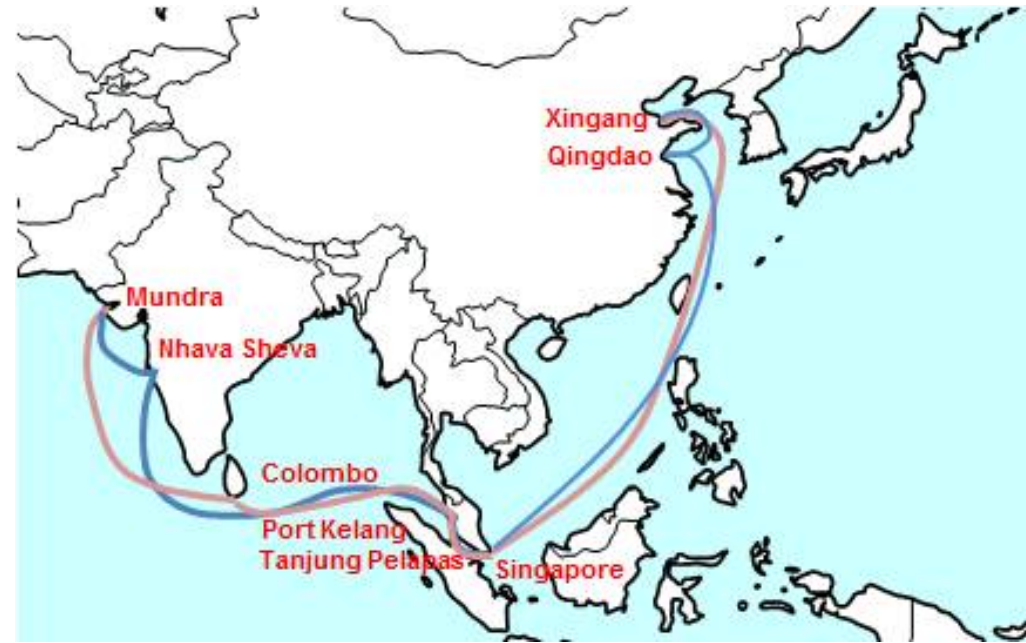 Xingang
Qingdao
Mundra
Nhava Sheva
Colombo
Port Kelang
Tanjung Pelapas
Singapore